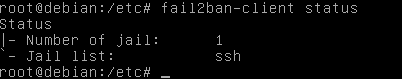 root@debian:/etc# fail2ban-client status
Status
|- Number of jail:      1
`- Jail list:           ssh
root@debian:/etc# _